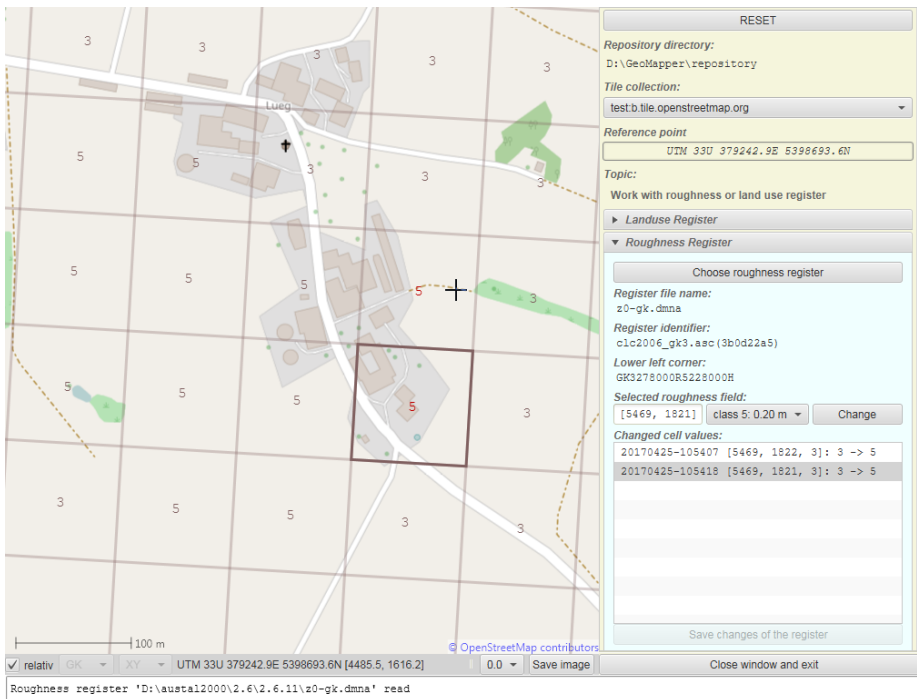 3
3
3
3
3
Lueg
5
5
3
3
3
5
5
5
5
3
5
5
5
5
3
3
5
5
3
3
100 m
© OpenStreetMap contributors
relativ
GK
XY
UTM 33U 379242.9E 5398693.6N [4485.5, 1616.2]
0.0
Save image
RESET
Repository directory:
D:\GeoMapper\repository
Tile collection:
test:b.tile.openstreetmap.org
Reference point
UTM 33U 379242.9E 5398693.6N
Topic:
Work with roughness or land use register
Landuse Register
Roughness Register
Choose roughness register
Register file name:
z0-gk.dmna
Register identifier:
clc2006_gk3.asc(3b0d22a5)
Lower left corner:
GK3278000R5228000H
Selected roughness field:
[5469, 1821] class 5: 0.20 m Change
Changed cell values:
20170425-105407 [5469, 1822, 3]: 3 -> 5
20170425-105418 [5469, 1821, 3]: 3 -> 5
Save changes of the register
Close window and exit
Roughness register 'D:\austal2000\2.6\2.6.11\z0-gk.dmna' read